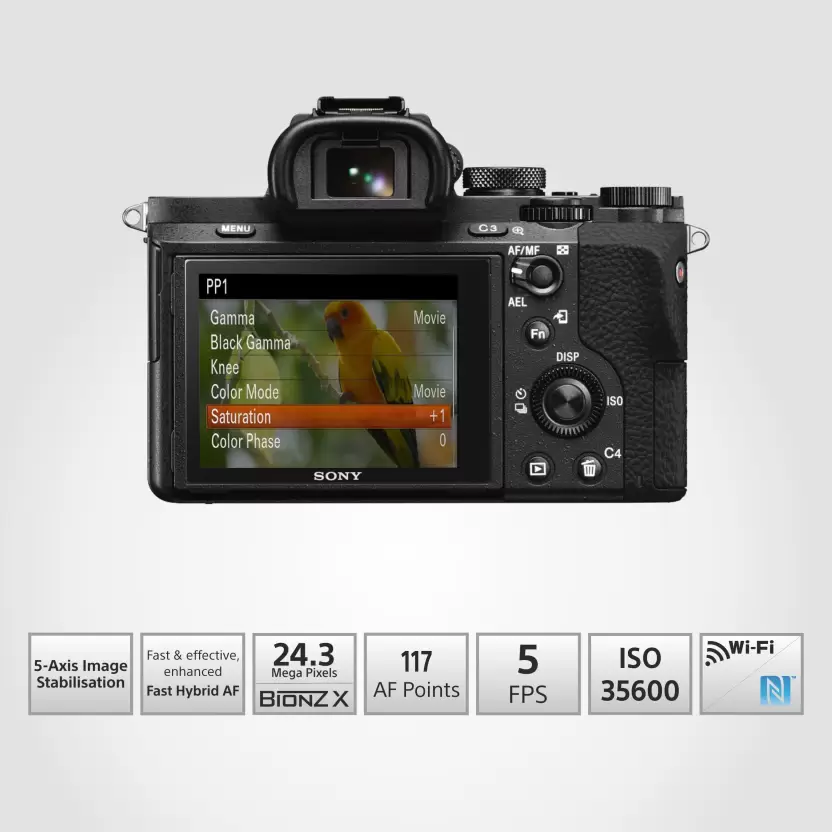 MENU
C3
AF/MF
AEL
Fn
DISP
ISO
C4
PP1
Gamma Movie
Black Gamma
Knee
Color Mode Movie
Saturation +1
Color Phase 0
SONY
5-Axis Image
Stabilisation
Fast & effective,
enhanced
Fast Hybrid AF
24.3
Mega Pixels
BIONZ X
117
AF Points
5
FPS
ISO
35600
Wi-Fi
N